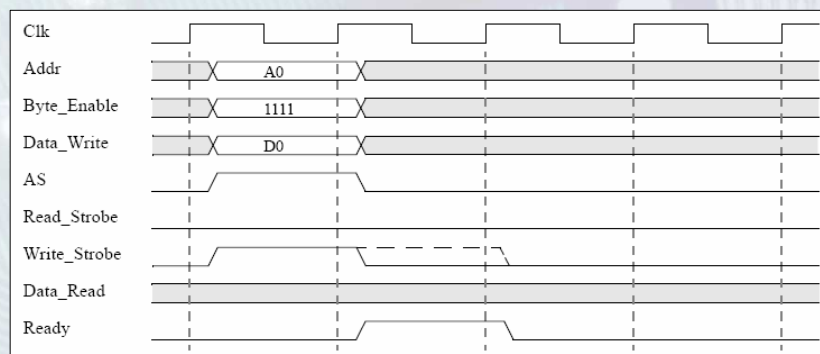 Clk
Addr
A0
Byte_Enable
1111
Data_Write
D0
AS
Read_Strobe
Write_Strobe
Data_Read
Ready